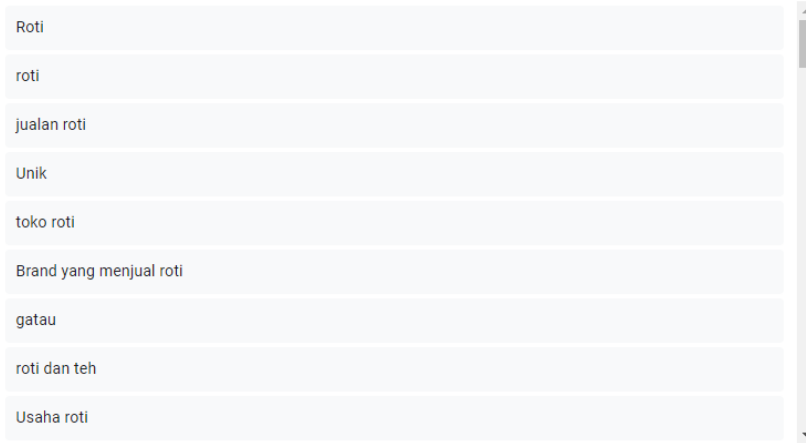 Roti
roti
jualan roti
Unik
toko roti
Brand yang menjual roti
gatau
roti dan teh
Usaha roti